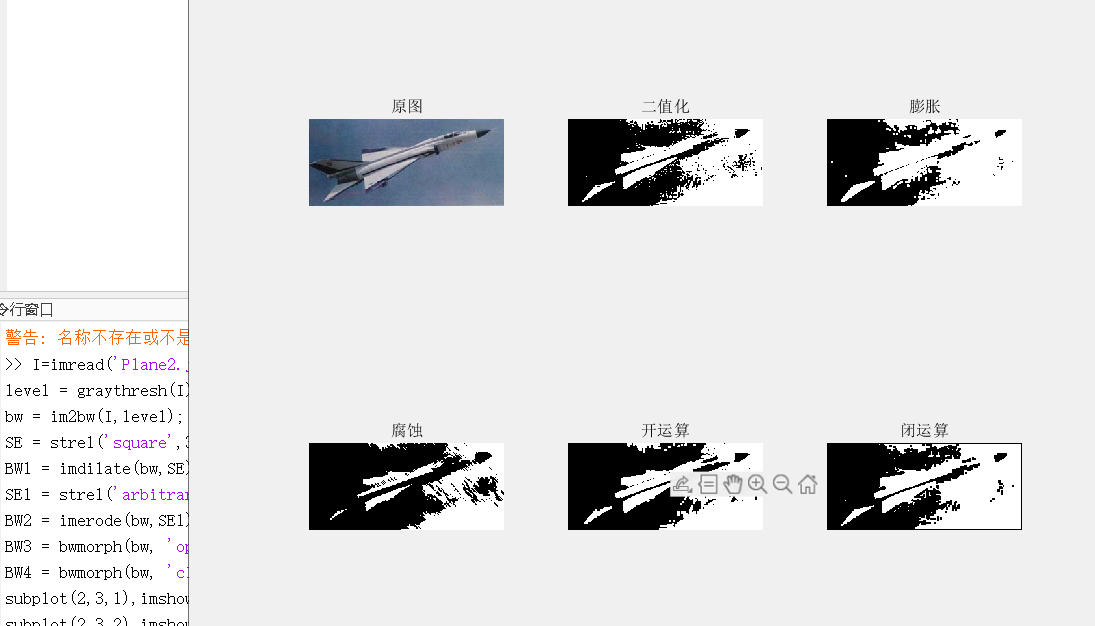 原图
二值化
膨胀
腐蚀
开运算
闭运算
令行窗口
警告: 名称不存在或不是
>> I=imread('Plane2.
level = graythresh(I)
bw = im2bw(I,level);
SE = strel('square',3
BW1 = imdilate(bw,SE)
SE1 = strel('arbitrar
BW2 = imerode(bw,SE1)
BW3 = bwmorph(bw, 'op
BW4 = bwmorph(bw, 'cl
subplot(2,3,1),imshow
subplot(2,3,2),imshow